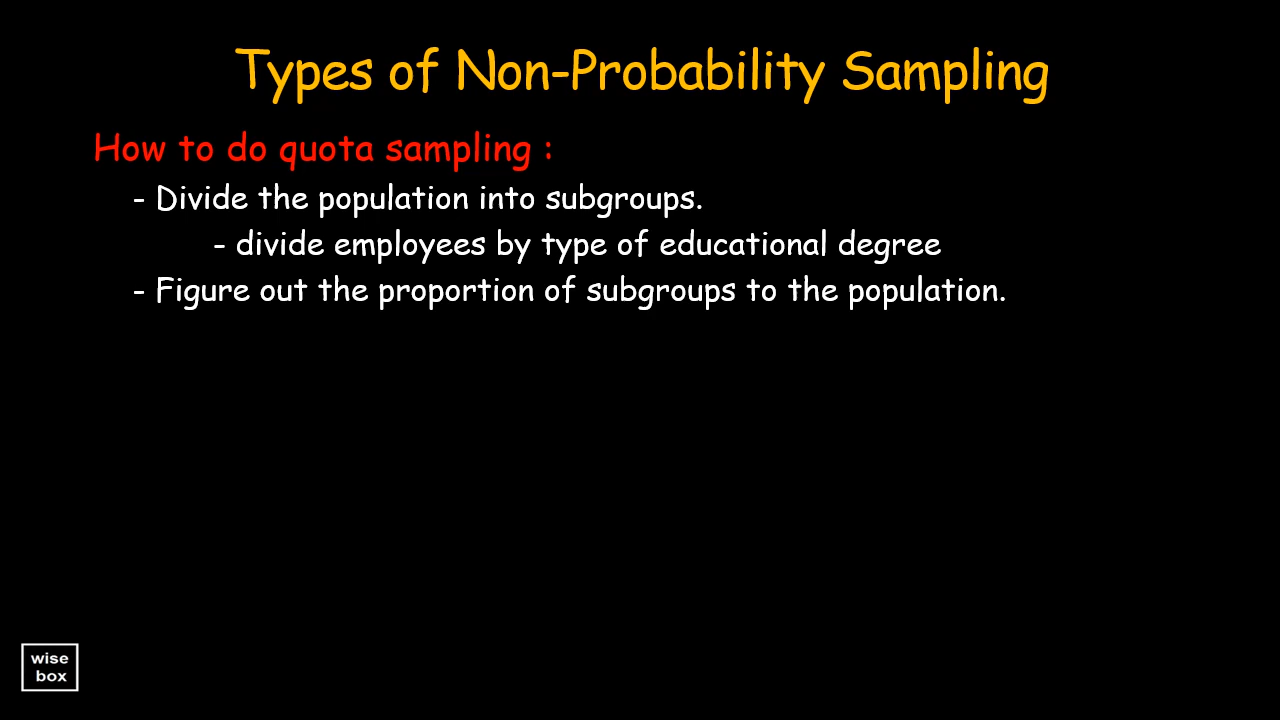 Types of Non-Probability Sampling
How to do quota sampling :
- Divide the population into subgroups.
- divide employees by type of educational degree
- Figure out the proportion of subgroups to the population.
wise
box